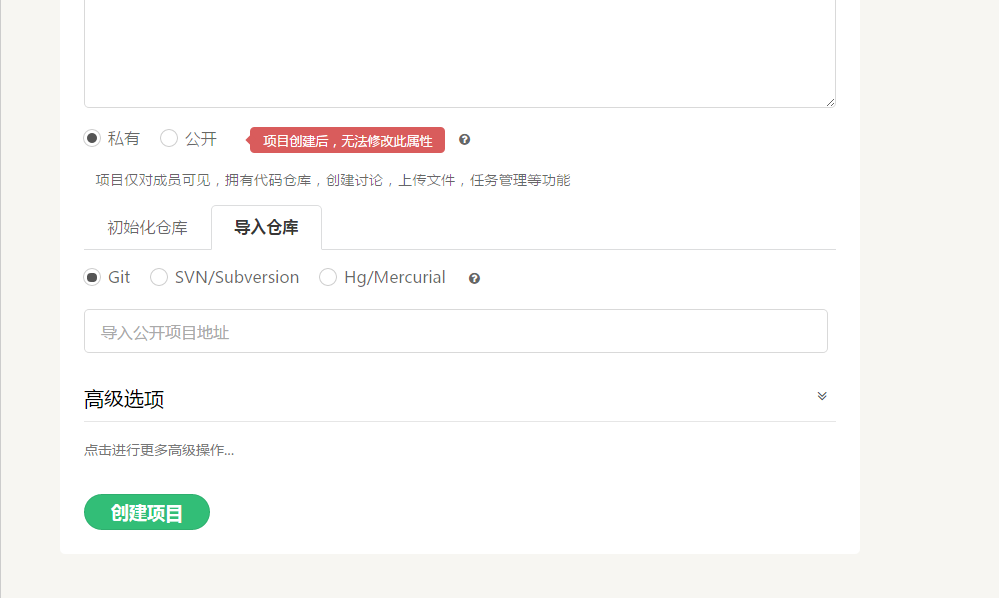 私有 公开 项目创建后，无法修改此属性
项目仅对成员可见，拥有代码仓库，创建讨论，上传文件，任务管理等功能
初始化仓库 导入仓库
Git SVN/Subversion Hg/Mercurial
导入公开项目地址
高级选项
点击进行更多高级操作...
创建项目